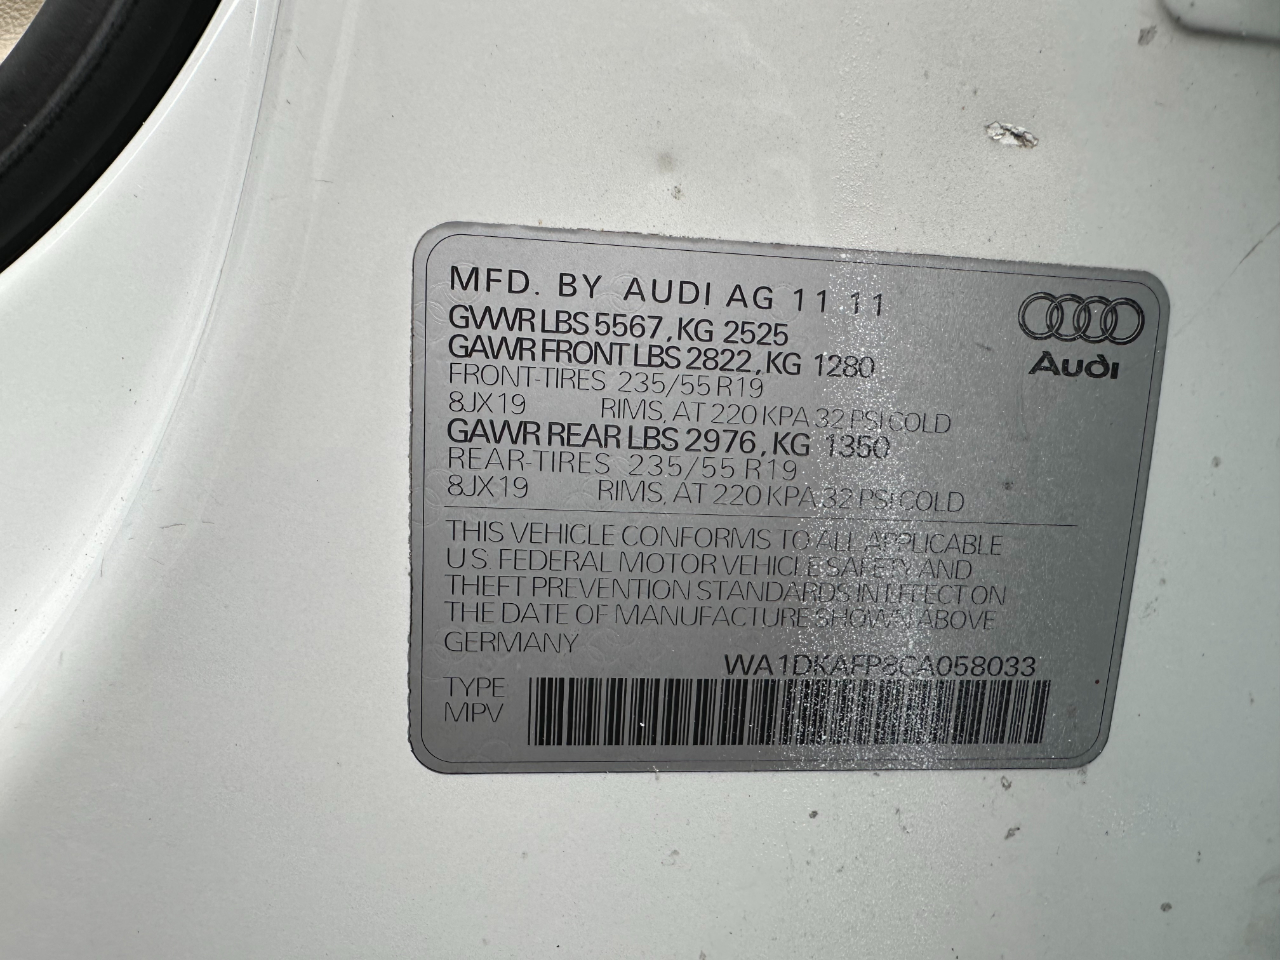 MFD. BY AUDI AG 11 11
GVWR LBS 5567, KG 2525
GAWR FRONT LBS 2822, KG 1280
FRONT-TIRES 235/55 R19
8JX19 RIMS, AT 220 KPA 32 PSI COLD
GAWR REAR LBS 2976, KG 1350
REAR-TIRES 235/55 R19
8JX19 RIMS, AT 220 KPA 32 PSI COLD
Audi
THIS VEHICLE CONFORMS TO ALL APPLICABLE
U.S. FEDERAL MOTOR VEHICLE SAFETY AND
THEFT PREVENTION STANDARDS IN EFFECT ON
THE DATE OF MANUFACTURE SHOWN ABOVE
GERMANY
WA1DKAFP8CA058033
TYPE
MPV